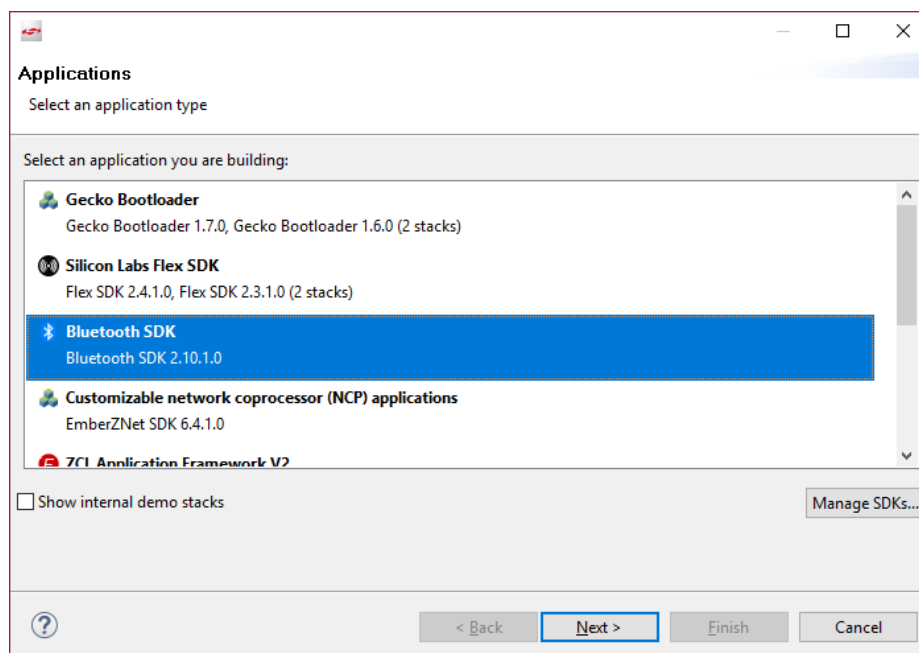 Applications
Select an application type
Select an application you are building:
Gecko Bootloader
Gecko Bootloader 1.7.0, Gecko Bootloader 1.6.0 (2 stacks)
Silicon Labs Flex SDK
Flex SDK 2.4.1.0, Flex SDK 2.3.1.0 (2 stacks)
Bluetooth SDK
Bluetooth SDK 2.10.1.0
Customizable network coprocessor (NCP) applications
EmberZNet SDK 6.4.1.0
ZCL Application Framework V2
Show internal demo stacks
Manage SDKs...
? < Back Next > Finish Cancel